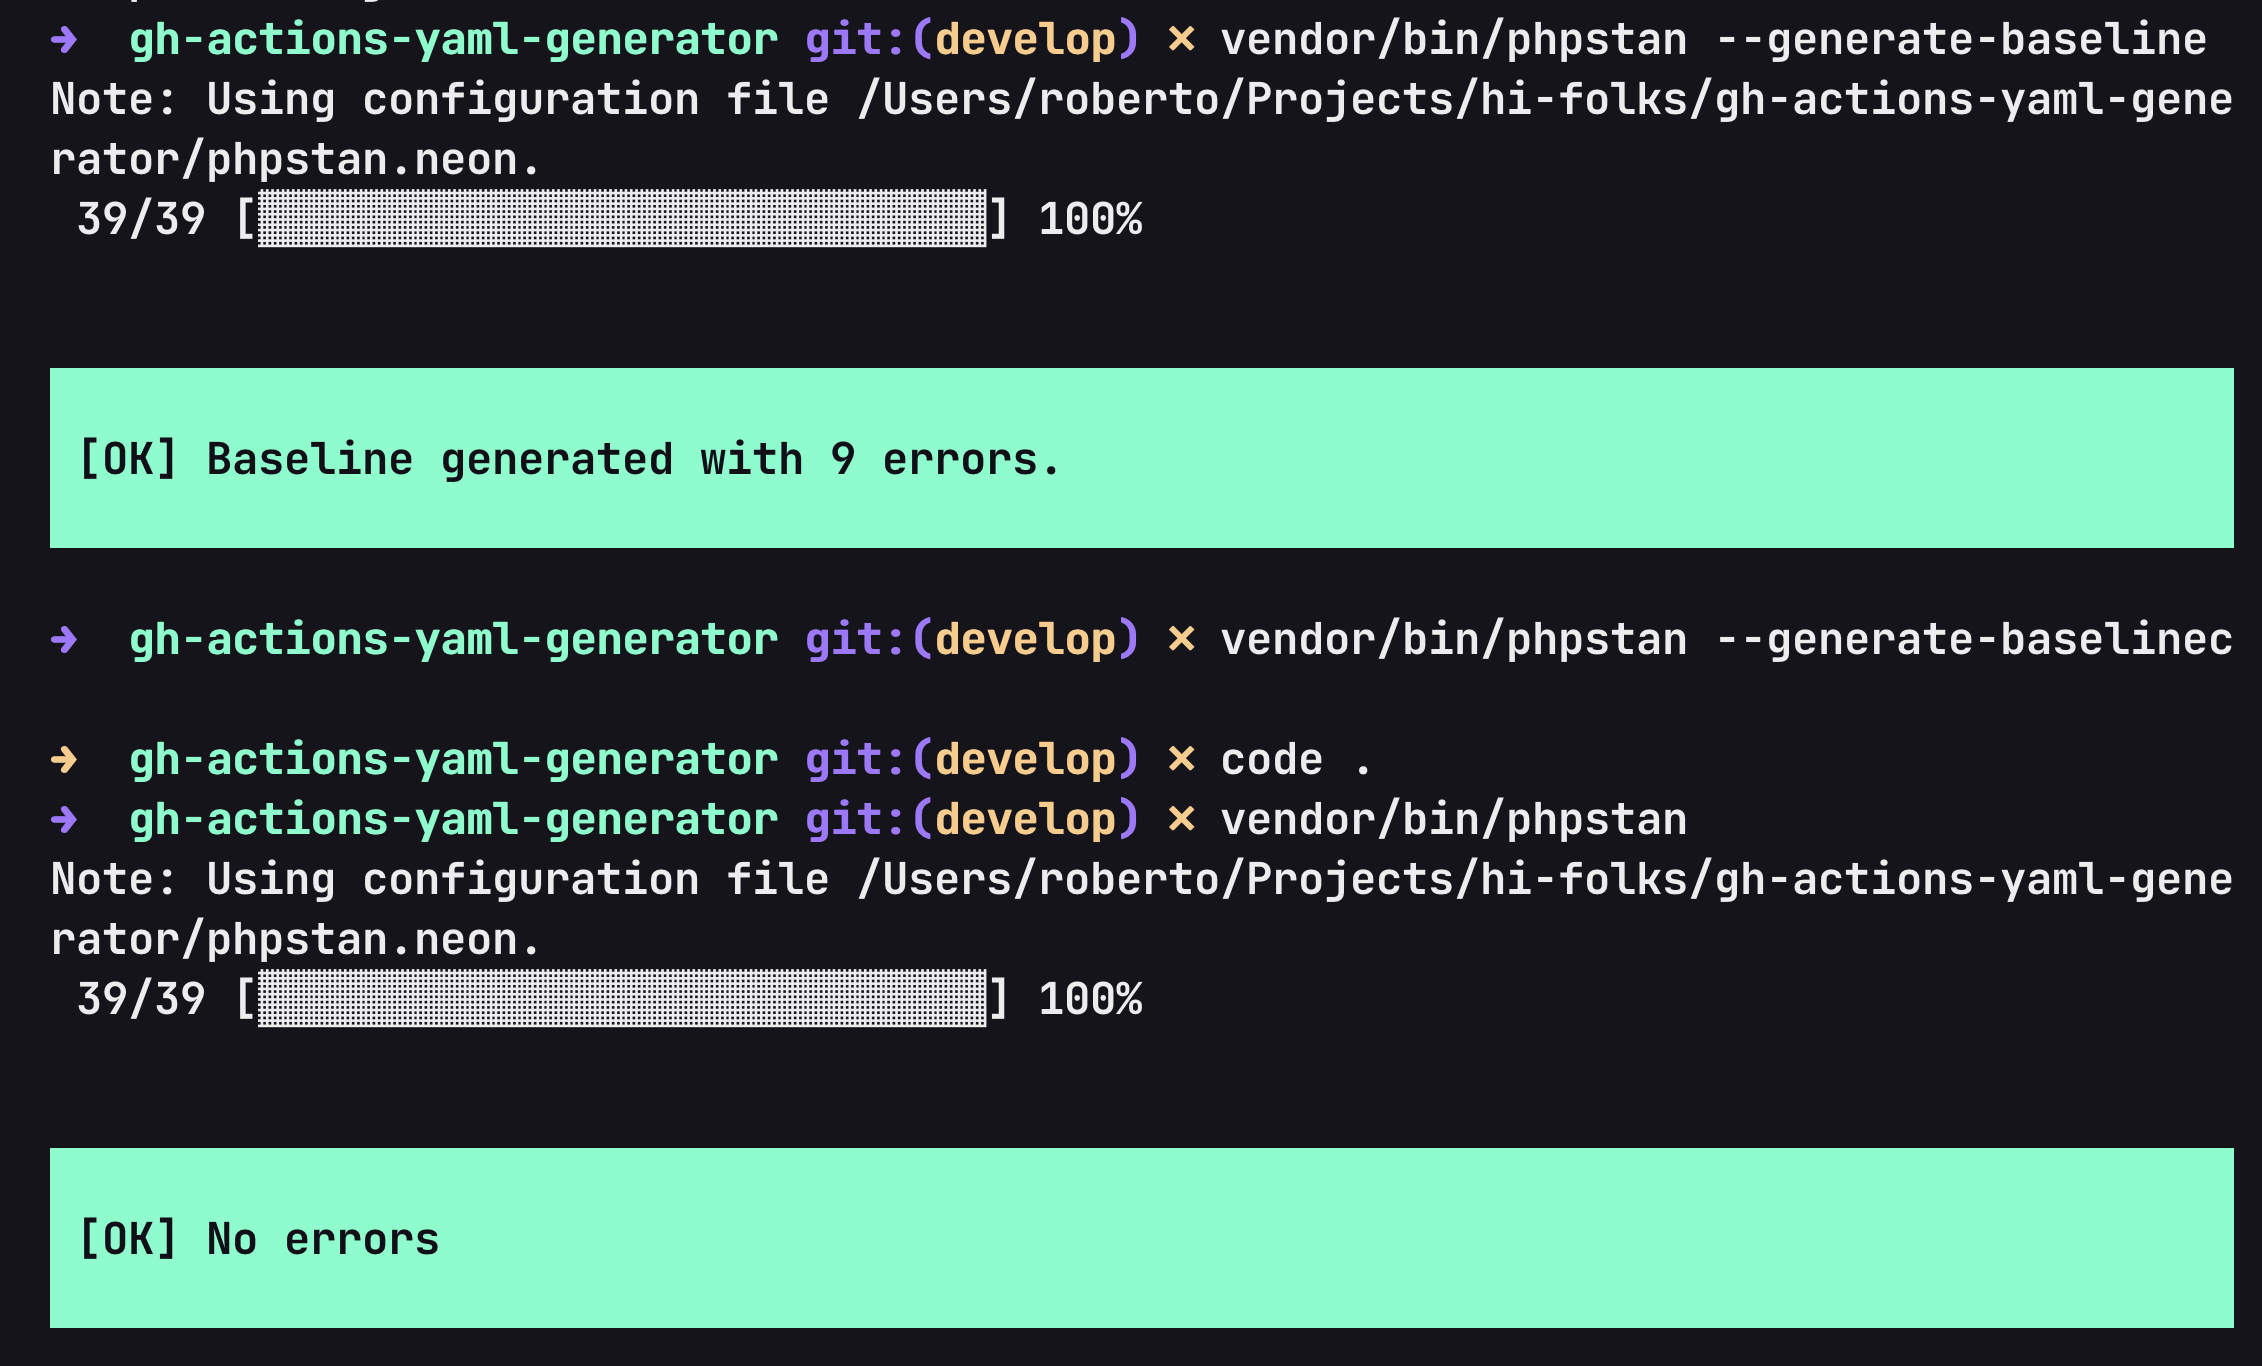 ➜  gh-actions-yaml-generator git:(develop) ✗ vendor/bin/phpstan --generate-baseline
Note: Using configuration file /Users/roberto/Projects/hi-folks/gh-actions-yaml-gene
rator/phpstan.neon.
39/39 [▓▓▓▓▓▓▓▓▓▓▓▓▓▓▓▓▓▓▓▓▓▓▓▓▓▓▓▓] 100%
[OK] Baseline generated with 9 errors.
➜  gh-actions-yaml-generator git:(develop) ✗ vendor/bin/phpstan --generate-baselinec
➜  gh-actions-yaml-generator git:(develop) ✗ code .
➜  gh-actions-yaml-generator git:(develop) ✗ vendor/bin/phpstan
Note: Using configuration file /Users/roberto/Projects/hi-folks/gh-actions-yaml-gene
rator/phpstan.neon.
39/39 [▓▓▓▓▓▓▓▓▓▓▓▓▓▓▓▓▓▓▓▓▓▓▓▓▓▓▓▓] 100%
[OK] No errors